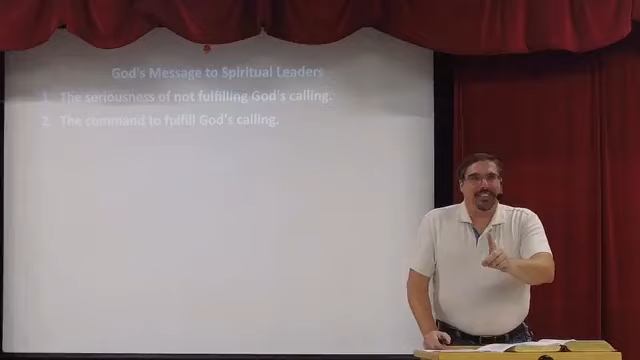 God's Message to Spiritual Leaders
1. The seriousness of not fulfilling God's calling.
2. The command to fulfill God's calling.